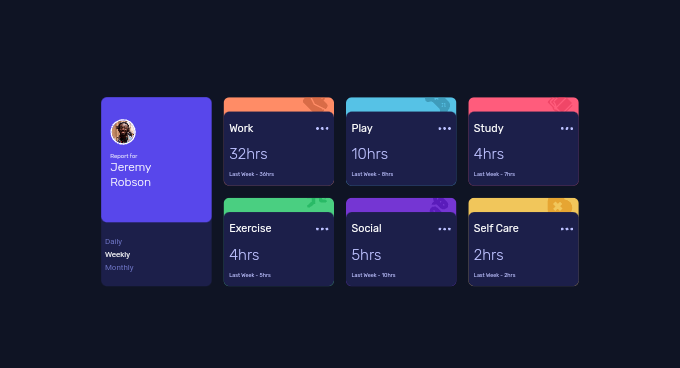 Report for
Jeremy
Robson
Daily
Weekly
Monthly
Work
32hrs
Last Week - 36hrs
Play
10hrs
Last Week - 8hrs
Study
4hrs
Last Week - 7hrs
Exercise
4hrs
Last Week - 5hrs
Social
5hrs
Last Week - 10hrs
Self Care
2hrs
Last Week - 2hrs